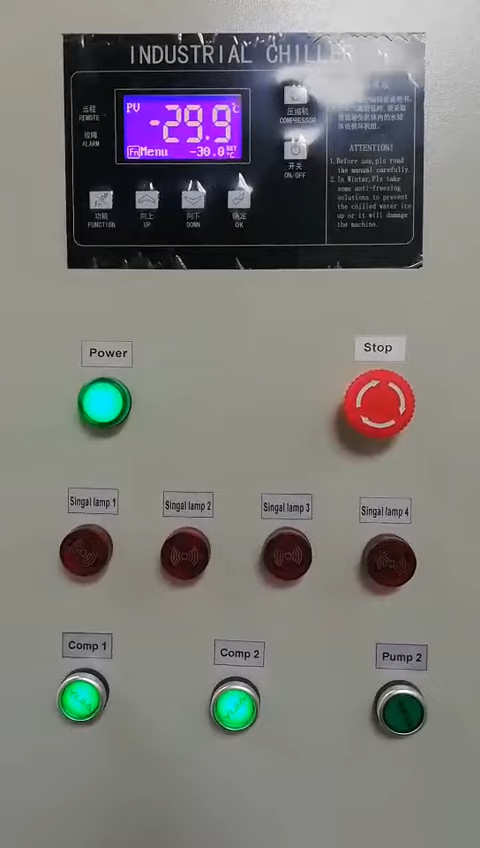 INDUSTRIAL CHILLER
远程
REMOTE
故障
ALARM
PV
-29.9
℃
Fn Menu -30.0 SET ℃
压缩机
COMPRESSOR
开关
ON/OFF
功能
FUNCTION
向上
UP
向下
DOWN
确定
OK
ATTENTION!
1.Before use,pls read
the manual carefully.
2.In Winter,Pls take
some anti-freezing
solutions to prevent
the chilled water ice
up or it will damage
the machine.
Power
Stop
Singal lamp 1
Singal lamp 2
Singal lamp 3
Singal lamp 4
Comp 1
Comp 2
Pump 2